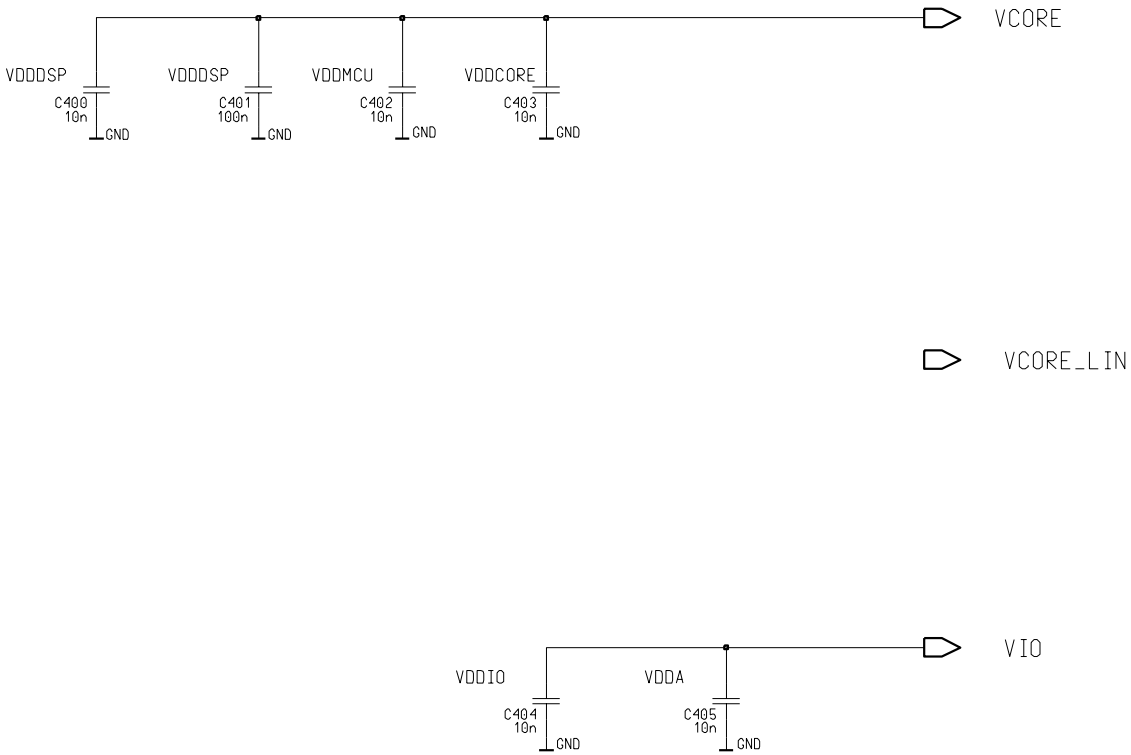 VCORE
VDDDSP VDDDSP VDDMCU VDDCORE
C400 C401 C402 C403
10n 100n 10n 10n
GND GND GND GND
VCORE_LIN
VIO
VDDIO VDDA
C404 C405
10n 10n
GND GND